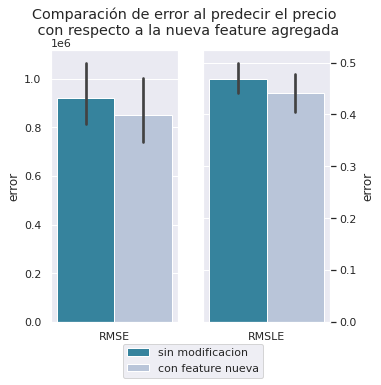 Comparación de error al predecir el precio
con respecto a la nueva feature agregada
1e6
1.0
0.8
0.6
0.4
0.2
0.0
error
RMSE
0.5
0.4
0.3
0.2
0.1
0.0
error
RMSLE
sin modificacion
con feature nueva